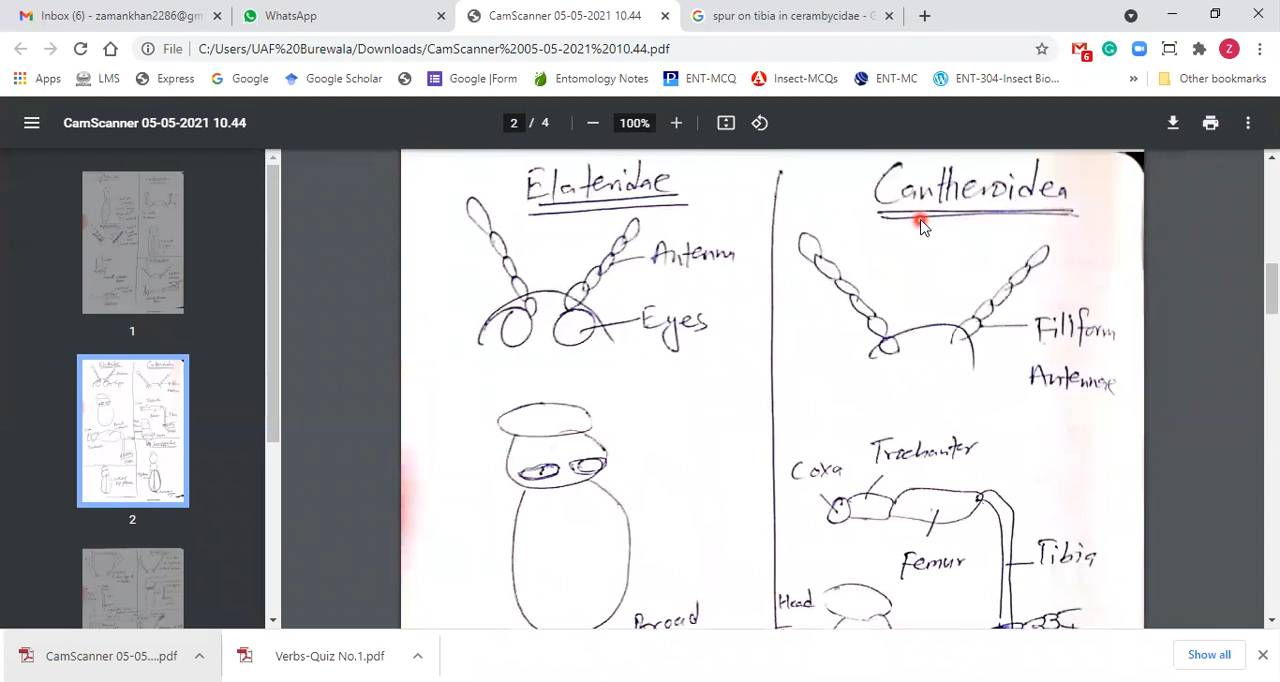 Inbox (6) - zamankhan2286@gm
WhatsApp
CamScanner 05-05-2021 10.44
spur on tibia in cerambycidae - G
File
C:/Users/UAF%20Burewala/Downloads/CamScanner%2005-05-2021%2010.44.pdf
6
Z
Apps
LMS
Express
Google
Google Scholar
Google |Form
Entomology Notes
ENT-MCQ
Insect-MCQs
ENT-MC
ENT-304-Insect Bio...
»
Other bookmarks
CamScanner 05-05-2021 10.44
2 / 4
100%
1
2
Elateridae
Antenna
Eyes
Broad
Cantheroidea
Filiform
Antennae
Coxa
Trochanter
Femur
Tibia
Head
CamScanner 05-05....pdf
Verbs-Quiz No.1.pdf
Show all